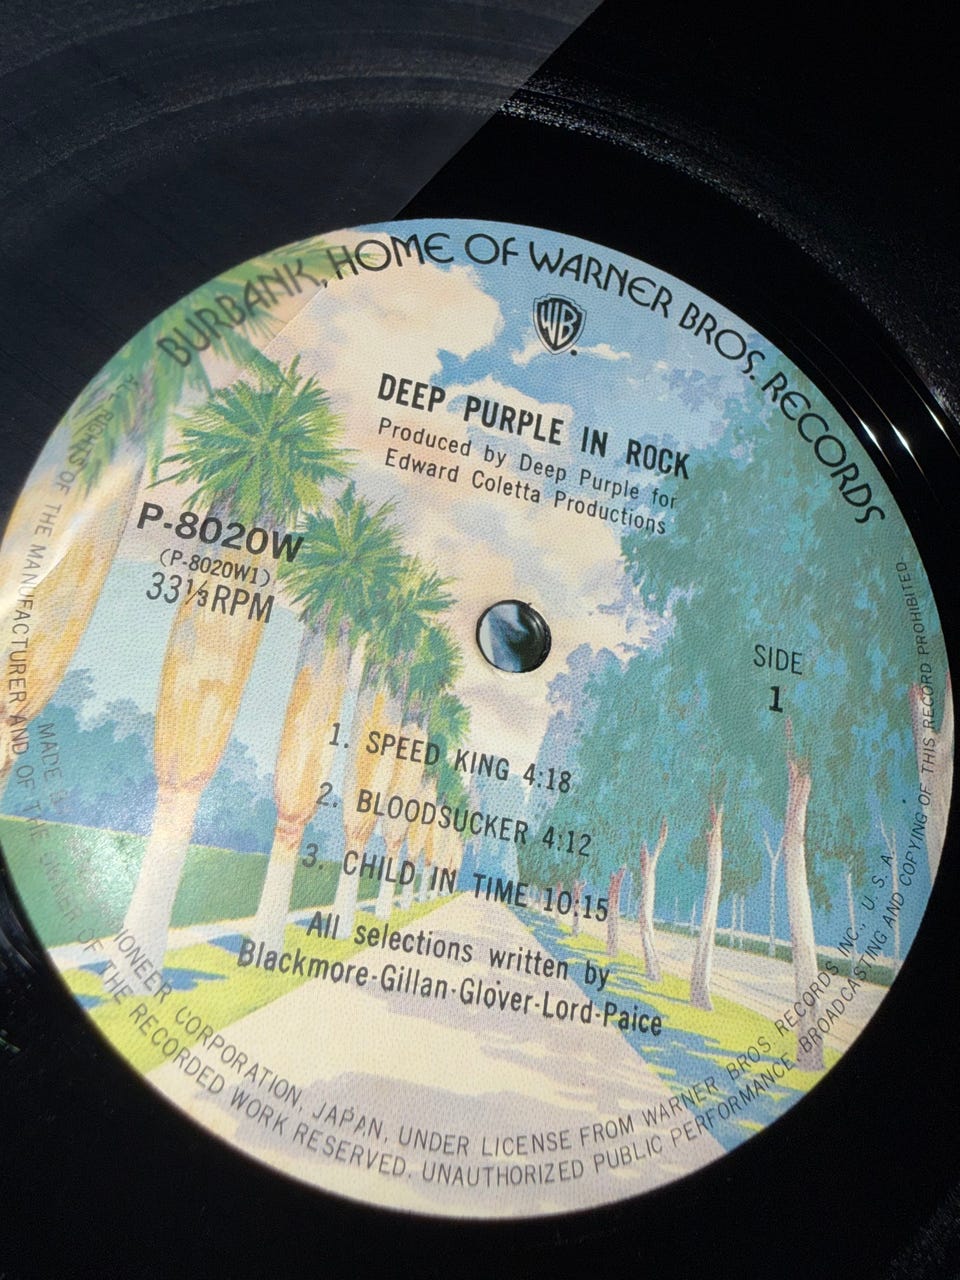 BURBANK, HOME OF WARNER BROS. RECORDS
WB
DEEP PURPLE IN ROCK
Produced by Deep Purple for
Edward Coletta Productions
P-8020W
(P-8020W1)
33⅓ RPM
SIDE
1
1. SPEED KING 4:18
2. BLOODSUCKER 4:12
3. CHILD IN TIME 10:15
All selections written by
Blackmore-Gillan-Glover-Lord-Paice
MADE PIONEER CORPORATION, JAPAN, UNDER LICENSE FROM WARNER BROS. RECORDS INC., U.S.A.
ALL RIGHTS OF THE MANUFACTURER AND OF THE OWNER OF THE RECORDED WORK RESERVED. UNAUTHORIZED PUBLIC PERFORMANCE, BROADCASTING AND COPYING OF THIS RECORD PROHIBITED